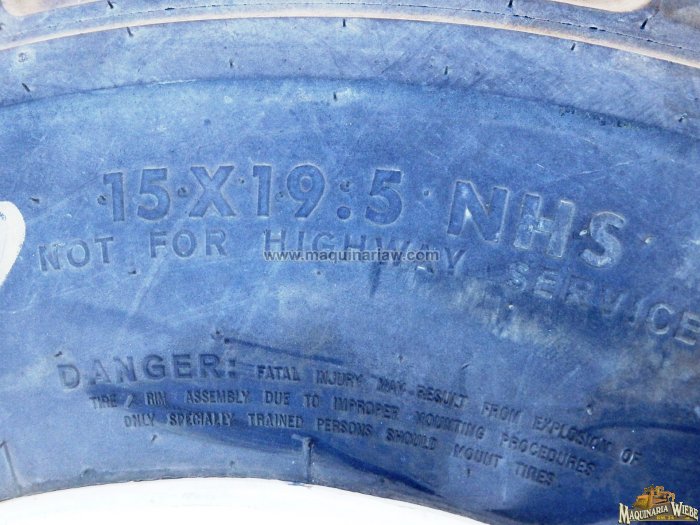 15 X 19.5 NHS
NOT FOR HIGHWAY SERVICE
www.maquinariaw.com
DANGER: FATAL INJURY MAY RESULT FROM EXPLOSION OF
TIRE / RIM ASSEMBLY DUE TO IMPROPER MOUNTING PROCEDURES
ONLY SPECIALLY TRAINED PERSONS SHOULD MOUNT TIRES
MAQUINARIA WIEBE